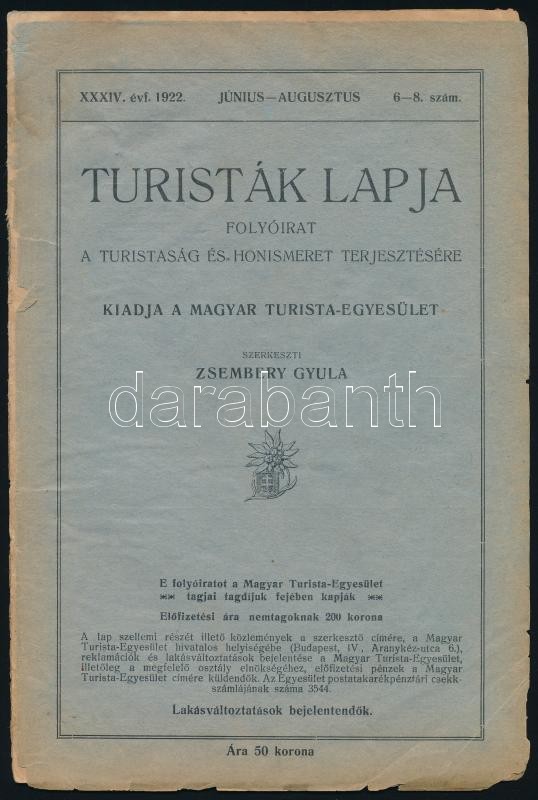 XXXIV. évf. 1922. JÚNIUS—AUGUSZTUS 6—8. szám.
TURISTÁK LAPJA
FOLYÓIRAT
A TURISTASÁG ÉS HONISMERET TERJESZTÉSÉRE
KIADJA A MAGYAR TURISTA-EGYESÜLET
SZERKESZTI
ZSEMBERY GYULA
darabanth
E folyóiratot a Magyar Turista-Egyesület
tagjai tagdíjuk fejében kapják
Előfizetési ára nemtagoknak 200 korona
A lap szellemi részét illető közlemények a szerkesztő címére, a Magyar
Turista-Egyesület hivatalos helyiségébe (Budapest, IV., Aranykéz-utca 6.),
reklamációk és lakásváltoztatások bejelentése a Magyar Turista-Egyesület,
illetőleg a megfelelő osztály elnökségéhez, előfizetési pénzek a Magyar
Turista-Egyesület címére küldendők. Az Egyesület postatakarékpénztári csekk-
számlájának száma 3544.
Lakásváltoztatások bejelentendők.
Ára 50 korona